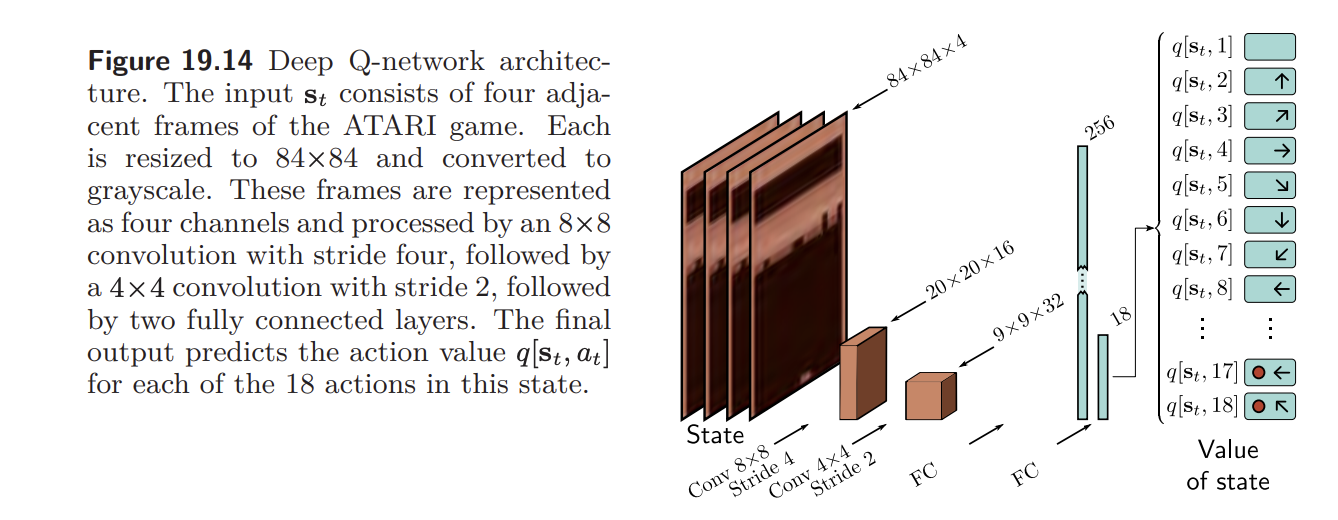 Figure 19.14 Deep Q-network architec-
ture. The input s_t consists of four adja-
cent frames of the ATARI game. Each
is resized to 84×84 and converted to
grayscale. These frames are represented
as four channels and processed by an 8×8
convolution with stride four, followed by
a 4×4 convolution with stride 2, followed
by two fully connected layers. The final
output predicts the action value q[s_t, a_t]
for each of the 18 actions in this state.
84×84×4
20×20×16
9×9×32
256
18
State
Conv 8×8
Stride 4
Conv 4×4
Stride 2
FC
FC
q[s_t, 1]
q[s_t, 2] ↑
q[s_t, 3] ↗
q[s_t, 4] →
q[s_t, 5] ↘
q[s_t, 6] ↓
q[s_t, 7] ↙
q[s_t, 8] ←
⋮ ⋮
q[s_t, 17] ←
q[s_t, 18] ↖
Value
of state